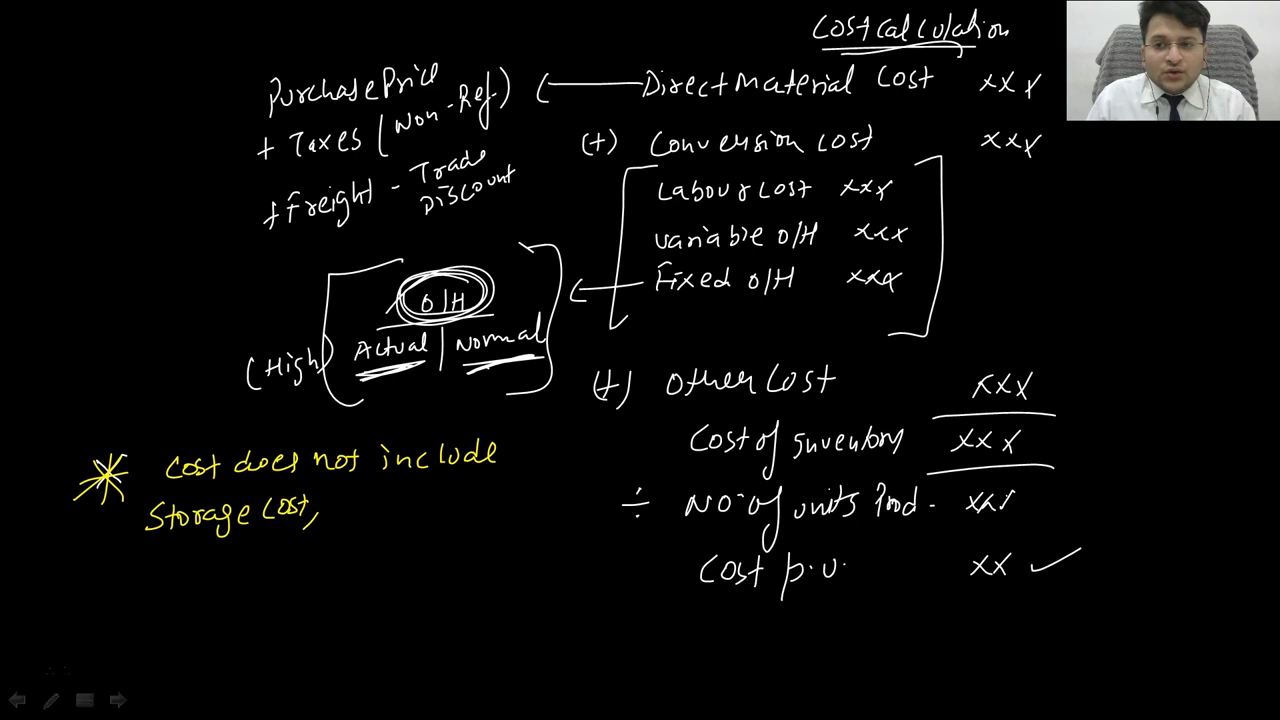 Cost calculation
Direct Material Cost xxx
Purchase Price
+ Taxes (Non-Ref.)
+ Freight - Trade
Discount
(+) Conversion Cost xxx
Labour Cost xxx
variable O/H xxx
Fixed O/H xxx
O/H
(High) Actual | Normal
(+) Other Cost xxx
Cost of Inventory xxx
÷ No. of units Prod. xxx
Cost p.u. xx ✓
* Cost does not include
Storage Cost,